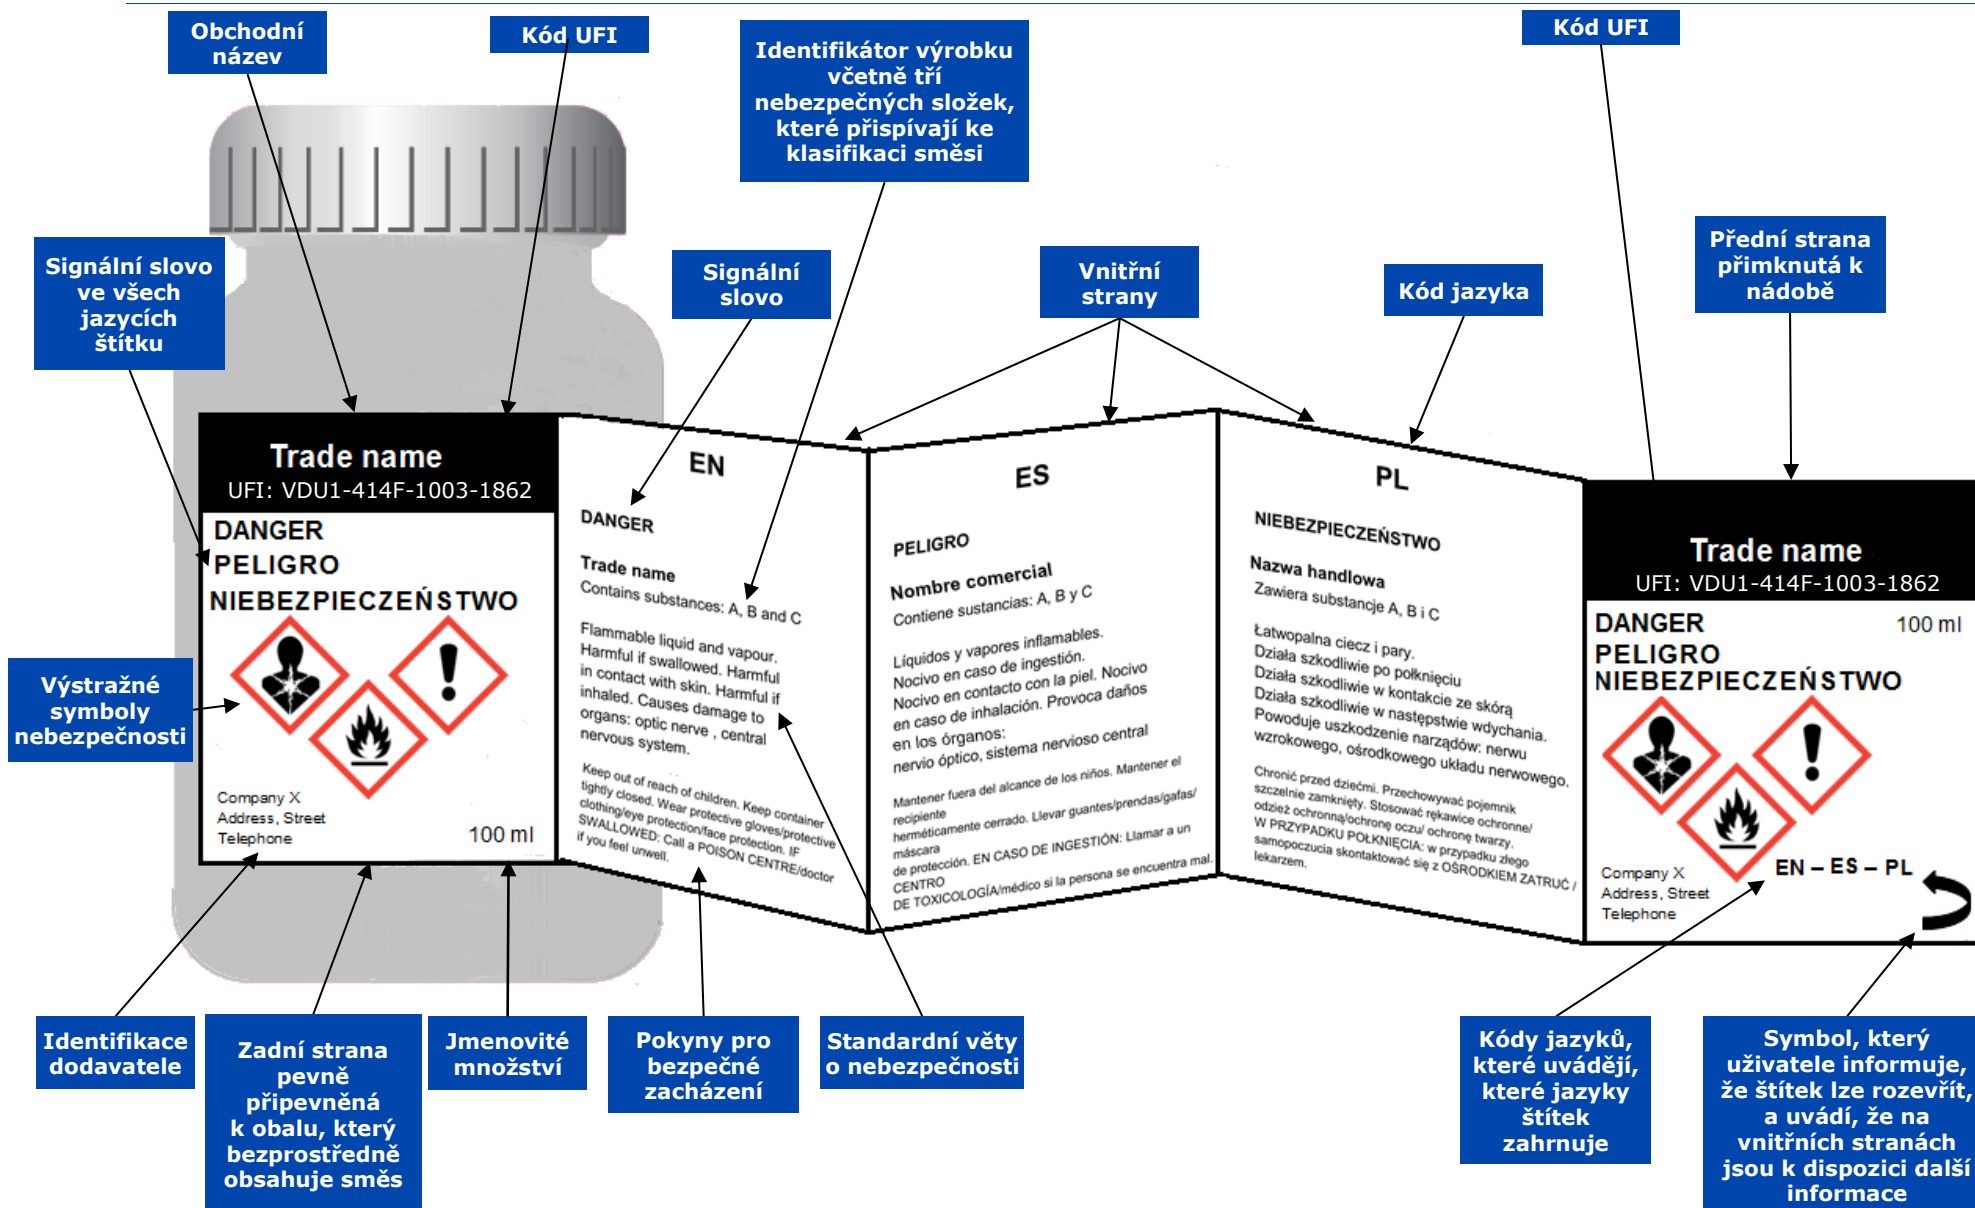 Obchodní
název
Kód UFI
Identifikátor výrobku
včetně tří
nebezpečných složek,
které přispívají ke
klasifikaci směsi
Kód UFI
Signální slovo
ve všech
jazycích
štítku
Signální
slovo
Vnitřní
strany
Kód jazyka
Přední strana
přimknutá k
nádobě
Výstražné
symboly
nebezpečnosti
Trade name
UFI: VDU1-414F-1003-1862
DANGER
PELIGRO
NIEBEZPIECZEŃSTWO
Company X
Address, Street
Telephone
100 ml
EN
DANGER
Trade name
Contains substances: A, B and C
Flammable liquid and vapour.
Harmful if swallowed. Harmful
in contact with skin. Harmful if
inhaled. Causes damage to
organs: optic nerve , central
nervous system.
Keep out of reach of children. Keep container
tightly closed. Wear protective gloves/protective
clothing/eye protection/face protection. IF
SWALLOWED: Call a POISON CENTRE/doctor
if you feel unwell.
ES
PELIGRO
Nombre comercial
Contiene sustancias: A, B y C
Líquidos y vapores inflamables.
Nocivo en caso de ingestión.
Nocivo en contacto con la piel. Nocivo
en caso de inhalación. Provoca daños
en los órganos:
nervio óptico, sistema nervioso central
Mantener fuera del alcance de los niños. Mantener el
recipiente
herméticamente cerrado. Llevar guantes/prendas/gafas/
máscara
de protección. EN CASO DE INGESTIÓN: Llamar a un
CENTRO
DE TOXICOLOGÍA/médico si la persona se encuentra mal.
PL
NIEBEZPIECZEŃSTWO
Nazwa handlowa
Zawiera substancje A, B i C
Łatwopalna ciecz i pary.
Działa szkodliwie po połknięciu
Działa szkodliwie w kontakcie ze skórą
Działa szkodliwie w następstwie wdychania.
Powoduje uszkodzenie narządów: nerwu
wzrokowego, ośrodkowego układu nerwowego.
Chronić przed dziećmi. Przechowywać pojemnik
szczelnie zamknięty. Stosować rękawice ochronne/
odzież ochronną/ochronę oczu/ ochronę twarzy.
W PRZYPADKU POŁKNIĘCIA: w przypadku złego
samopoczucia skontaktować się z OŚRODKIEM ZATRUĆ /
lekarzem.
Trade name
UFI: VDU1-414F-1003-1862
DANGER
100 ml
PELIGRO
NIEBEZPIECZEŃSTWO
Company X
Address, Street
Telephone
EN – ES – PL
Identifikace
dodavatele
Zadní strana
pevně
připevněná
k obalu, který
bezprostředně
obsahuje směs
Jmenovité
množství
Pokyny pro
bezpečné
zacházení
Standardní věty
o nebezpečnosti
Kódy jazyků,
které uvádějí,
které jazyky
štítek
zahrnuje
Symbol, který
uživatele informuje,
že štítek lze rozevřít,
a uvádí, že na
vnitřních stranách
jsou k dispozici další
informace